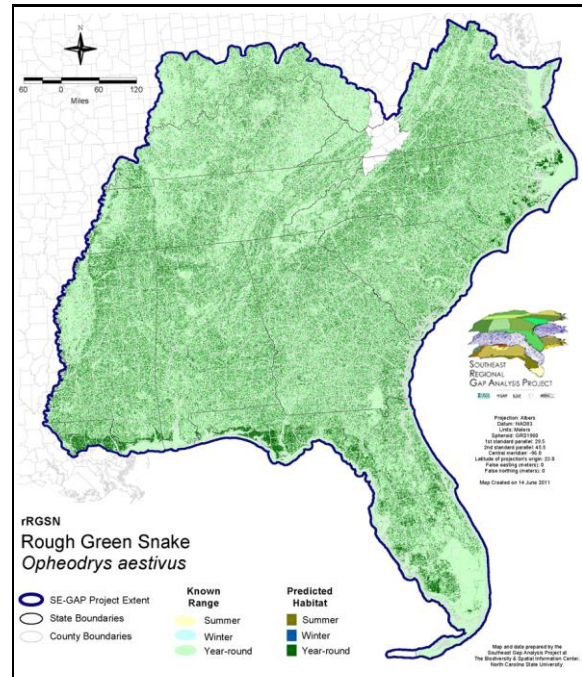 N
60 0 60
Miles
SOUTHEAST
REGIONAL
GAP ANALYSIS PROJECT
Projection: Albers
Datum: NAD83
Units: Meters
Spheroid: GRS1980
1st standard parallel: 29.5
2nd standard parallel: 45.5
Central meridian: -96.0
Latitude of projection's origin: 23.0
False easting (meters): 0
False northing (meters): 0
Map Created on 14 June 2011
rRGSN
Rough Green Snake
Opheodrys aestivus
SE-GAP Project Extent
State Boundaries
County Boundaries
Known
Range
Summer
Winter
Year-round
Predicted
Habitat
Summer
Winter
Year-round
Map and data prepared by the
Southeast Gap Analysis Project at
The Biodiversity & Spatial Information Center,
North Carolina State University.